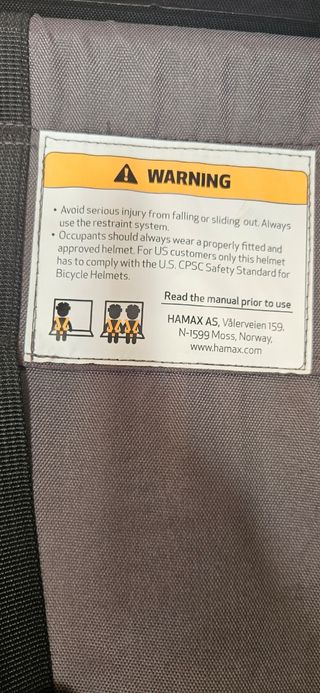 WARNING
• Avoid serious injury from falling or sliding out. Always
use the restraint system.
• Occupants should always wear a properly fitted and
approved helmet. For US customers only this helmet
has to comply with the U.S. CPSC Safety Standard for
Bicycle Helmets.
Read the manual prior to use
HAMAX AS, Vålerveien 159,
N-1599 Moss, Norway,
www.hamax.com